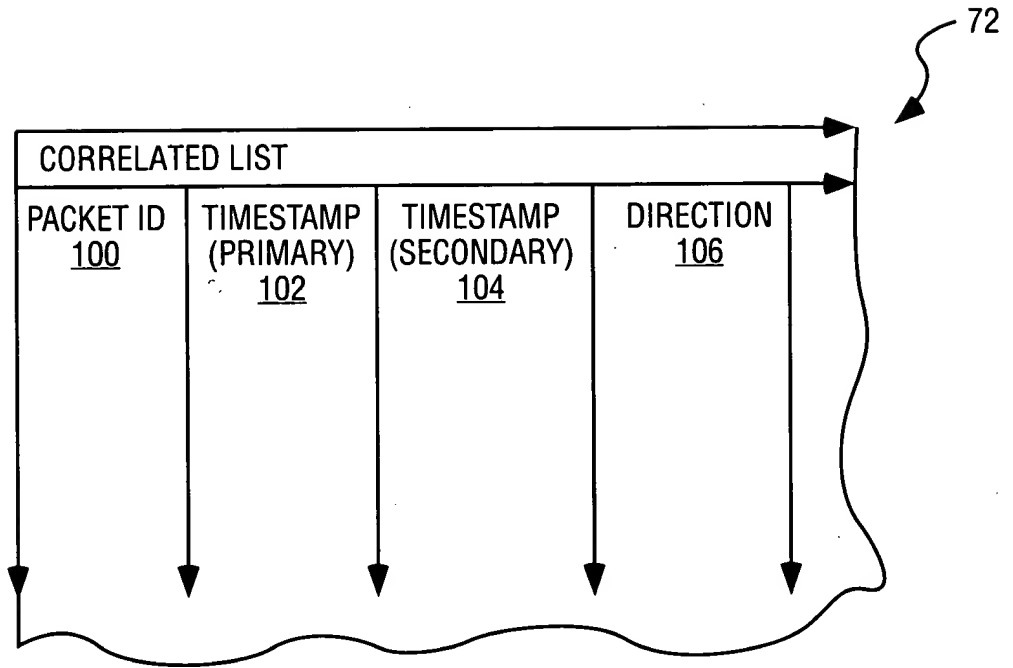 72
CORRELATED LIST
PACKET ID
100
TIMESTAMP
(PRIMARY)
102
TIMESTAMP
(SECONDARY)
104
DIRECTION
106